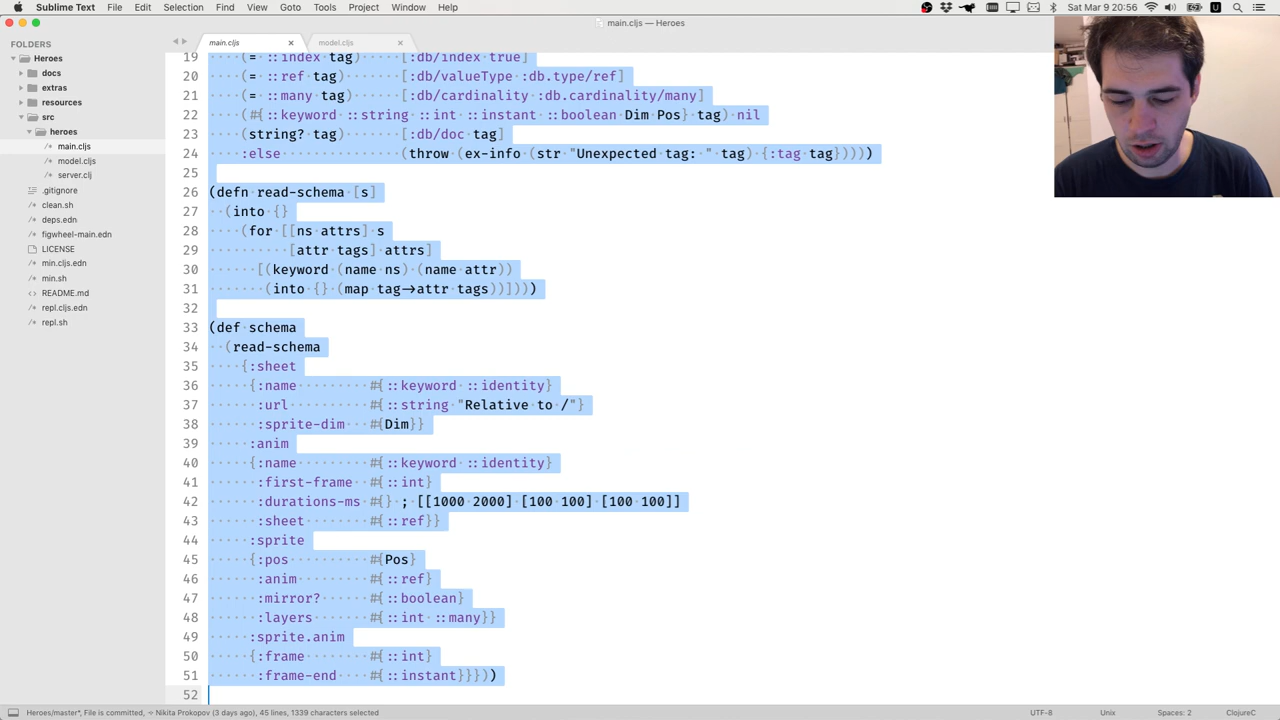 Sublime Text File Edit Selection Find View Goto Tools Project Window Help
Sat Mar 9 20:56
main.cljs — Heroes
FOLDERS
Heroes
docs
extras
resources
src
heroes
main.cljs
model.cljs
server.clj
.gitignore
clean.sh
deps.edn
figwheel-main.edn
LICENSE
min.cljs.edn
min.sh
README.md
repl.cljs.edn
repl.sh
main.cljs model.cljs
19 (= ::index tag) [:db/index true]
20 (= ::ref tag) [:db/valueType :db.type/ref]
21 (= ::many tag) [:db/cardinality :db.cardinality/many]
22 (#{::keyword ::string ::int ::instant ::boolean Dim Pos} tag) nil
23 (string? tag) [:db/doc tag]
24 :else (throw (ex-info (str "Unexpected tag: " tag) {:tag tag}))))
25
26 (defn read-schema [s]
27 (into {}
28 (for [[ns attrs] s
29 [attr tags] attrs]
30 [(keyword (name ns) (name attr))
31 (into {} (map tag->attr tags))])))
32
33 (def schema
34 (read-schema
35 {:sheet
36 {:name #{::keyword ::identity}
37 :url #{::string "Relative to /"}
38 :sprite-dim #{Dim}}
39 :anim
40 {:name #{::keyword ::identity}
41 :first-frame #{::int}
42 :durations-ms #{} ; [[1000 2000] [100 100] [100 100]]
43 :sheet #{::ref}}
44 :sprite
45 {:pos #{Pos}
46 :anim #{::ref}
47 :mirror? #{::boolean}
48 :layers #{::int ::many}}
49 :sprite.anim
50 {:frame #{::int}
51 :frame-end #{::instant}}}))
52
Heroes/master*, File is committed, ← Nikita Prokopov (3 days ago), 45 lines, 1339 characters selected
UTF-8 Unix Spaces: 2 ClojureC